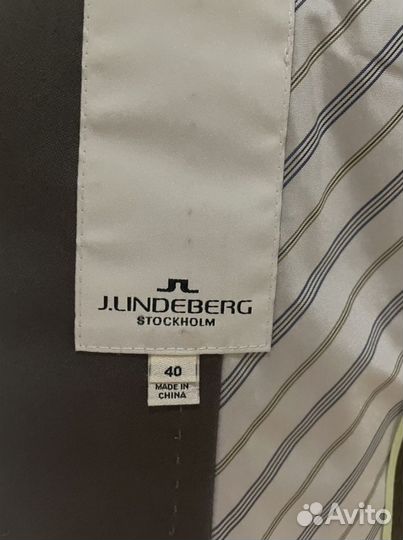 J.LINDEBERG
STOCKHOLM
40
MADE IN
CHINA
Avito